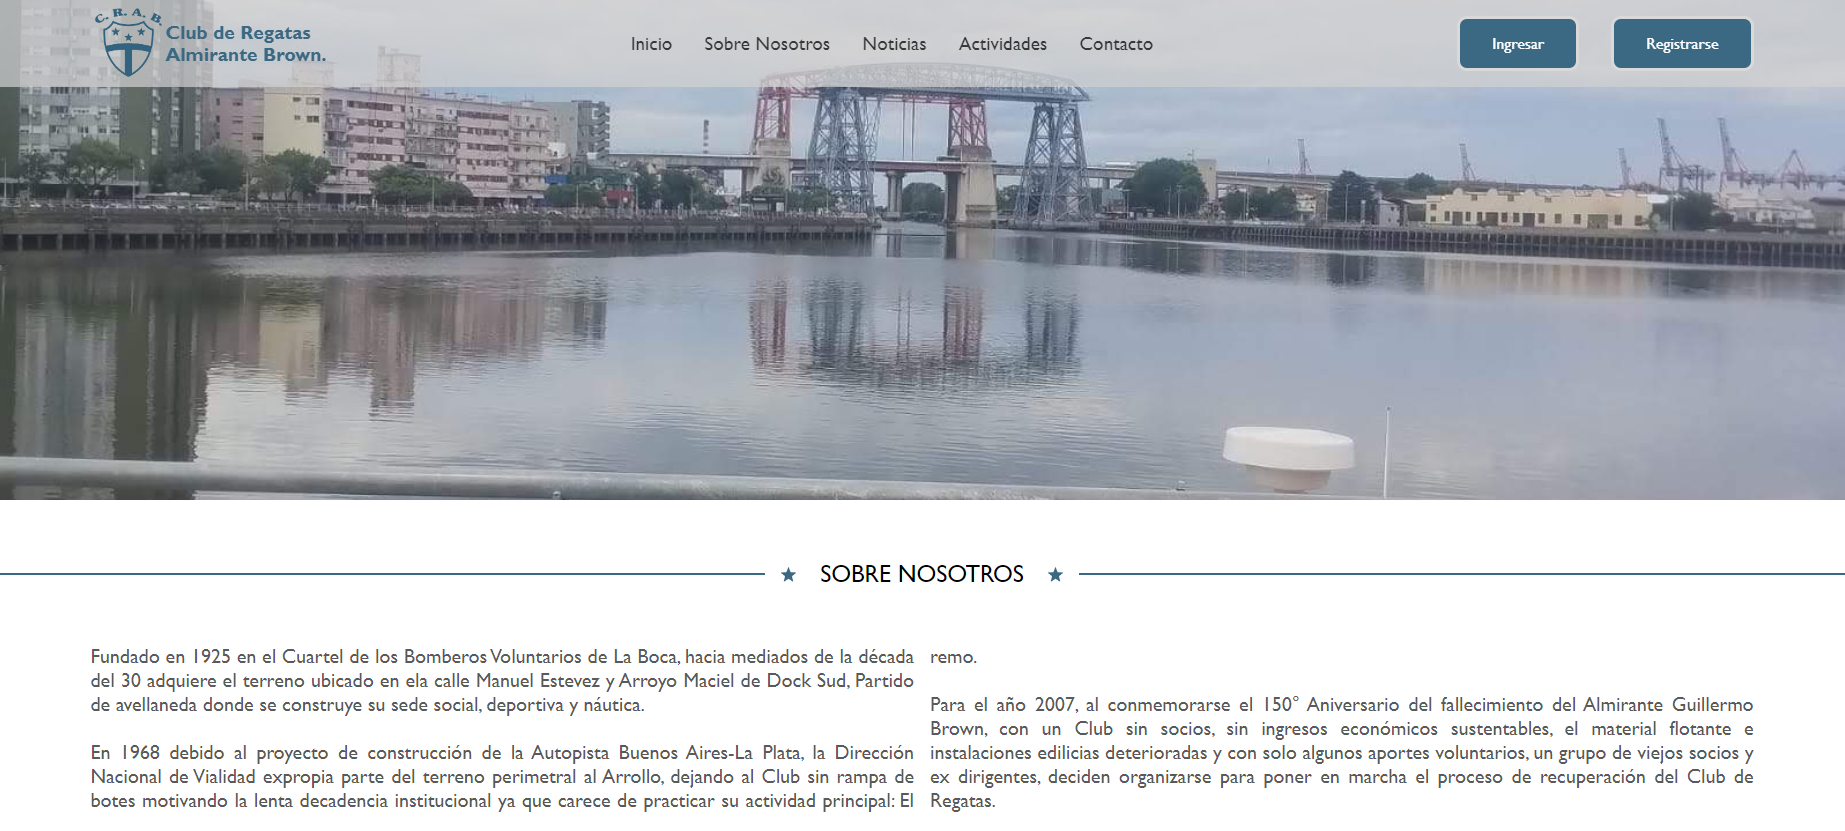 C. R. A. B.
Club de Regatas
Almirante Brown.
Inicio
Sobre Nosotros
Noticias
Actividades
Contacto
Ingresar
Registrarse
SOBRE NOSOTROS
Fundado en 1925 en el Cuartel de los Bomberos Voluntarios de La Boca, hacia mediados de la década
del 30 adquiere el terreno ubicado en ela calle Manuel Estevez y Arroyo Maciel de Dock Sud, Partido
de avellaneda donde se construye su sede social, deportiva y náutica.
En 1968 debido al proyecto de construcción de la Autopista Buenos Aires-La Plata, la Dirección
Nacional de Vialidad expropia parte del terreno perimetral al Arrollo, dejando al Club sin rampa de
botes motivando la lenta decadencia institucional ya que carece de practicar su actividad principal: El
remo.
Para el año 2007, al conmemorarse el 150° Aniversario del fallecimiento del Almirante Guillermo
Brown, con un Club sin socios, sin ingresos económicos sustentables, el material flotante e
instalaciones edilicias deterioradas y con solo algunos aportes voluntarios, un grupo de viejos socios y
ex dirigentes, deciden organizarse para poner en marcha el proceso de recuperación del Club de
Regatas.